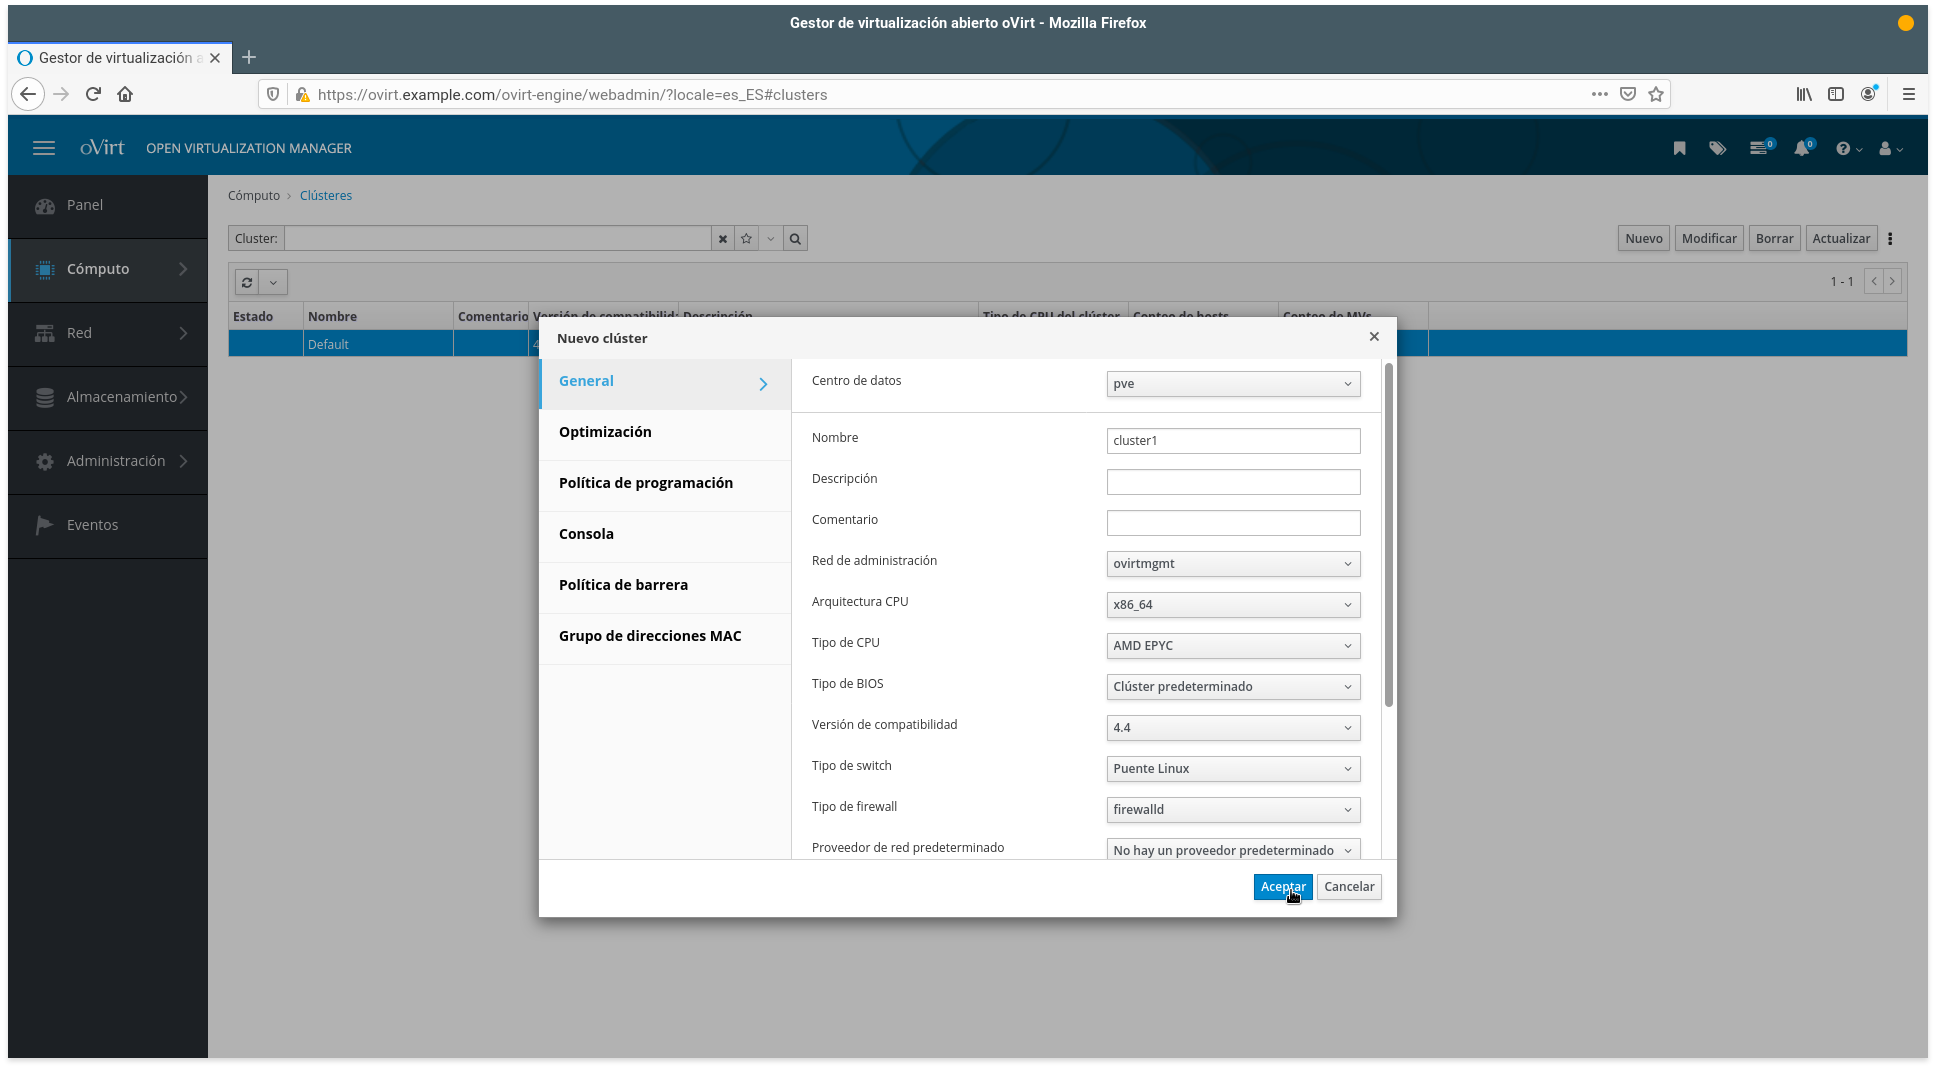 Gestor de virtualización abierto oVirt - Mozilla Firefox
Gestor de virtualización a
https://ovirt.example.com/ovirt-engine/webadmin/?locale=es_ES#clusters
oVirt OPEN VIRTUALIZATION MANAGER
0 0
Panel
Cómputo
Red
Almacenamiento
Administración
Eventos
Cómputo > Clústeres
Cluster:
Nuevo Modificar Borrar Actualizar
1 - 1
Estado Nombre Comentario Versión de compatibilid: Descripción Tipo de CPU del clúster Conteo de hosts Conteo de MVs
Default 4
Nuevo clúster
General
Optimización
Política de programación
Consola
Política de barrera
Grupo de direcciones MAC
Centro de datos pve
Nombre cluster1
Descripción
Comentario
Red de administración ovirtmgmt
Arquitectura CPU x86_64
Tipo de CPU AMD EPYC
Tipo de BIOS Clúster predeterminado
Versión de compatibilidad 4.4
Tipo de switch Puente Linux
Tipo de firewall firewalld
Proveedor de red predeterminado No hay un proveedor predeterminado
Aceptar Cancelar